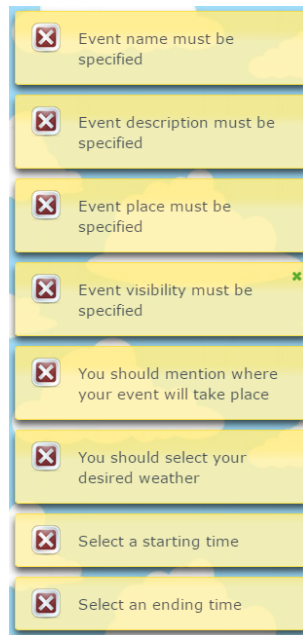 Event name must be
specified
Event description must be
specified
Event place must be
specified
Event visibility must be
specified
You should mention where
your event will take place
You should select your
desired weather
Select a starting time
Select an ending time